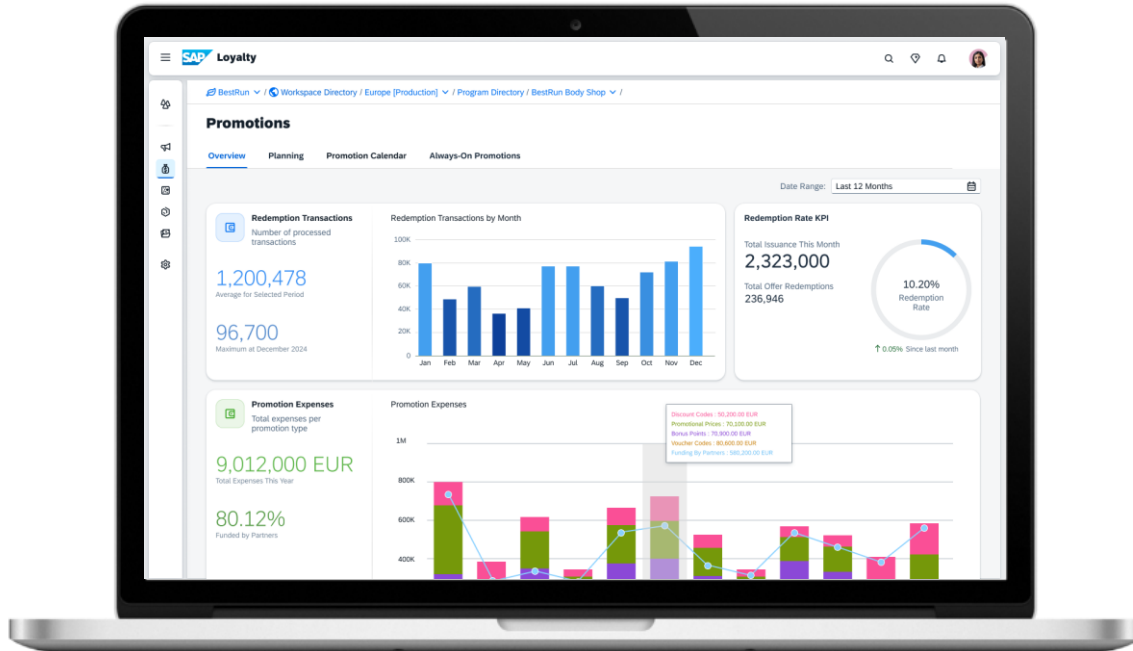 SAP Loyalty
BestRun / Workspace Directory / Europe [Production] / Program Directory / BestRun Body Shop /
Promotions
Overview Planning Promotion Calendar Always-On Promotions
Date Range: Last 12 Months
Redemption Transactions
Number of processed
transactions
1,200,478
Average for Selected Period
96,700
Maximum at December 2024
Redemption Transactions by Month
100K
80K
60K
40K
20K
0
Jan Feb Mar Apr May Jun Jul Aug Sep Oct Nov Dec
Redemption Rate KPI
Total Issuance This Month
2,323,000
Total Offer Redemptions
236,946
10.20%
Redemption
Rate
↑ 0.05% Since last month
Promotion Expenses
Total expenses per
promotion type
9,012,000 EUR
Total Expenses This Year
80.12%
Funded by Partners
Promotion Expenses
Discount Codes : 50,200.00 EUR
Promotional Prices : 70,100.00 EUR
Bonus Points : 70,900.00 EUR
Voucher Codes : 80,600.00 EUR
Funding By Partners : 560,200.00 EUR
1M
800K
600K
400K